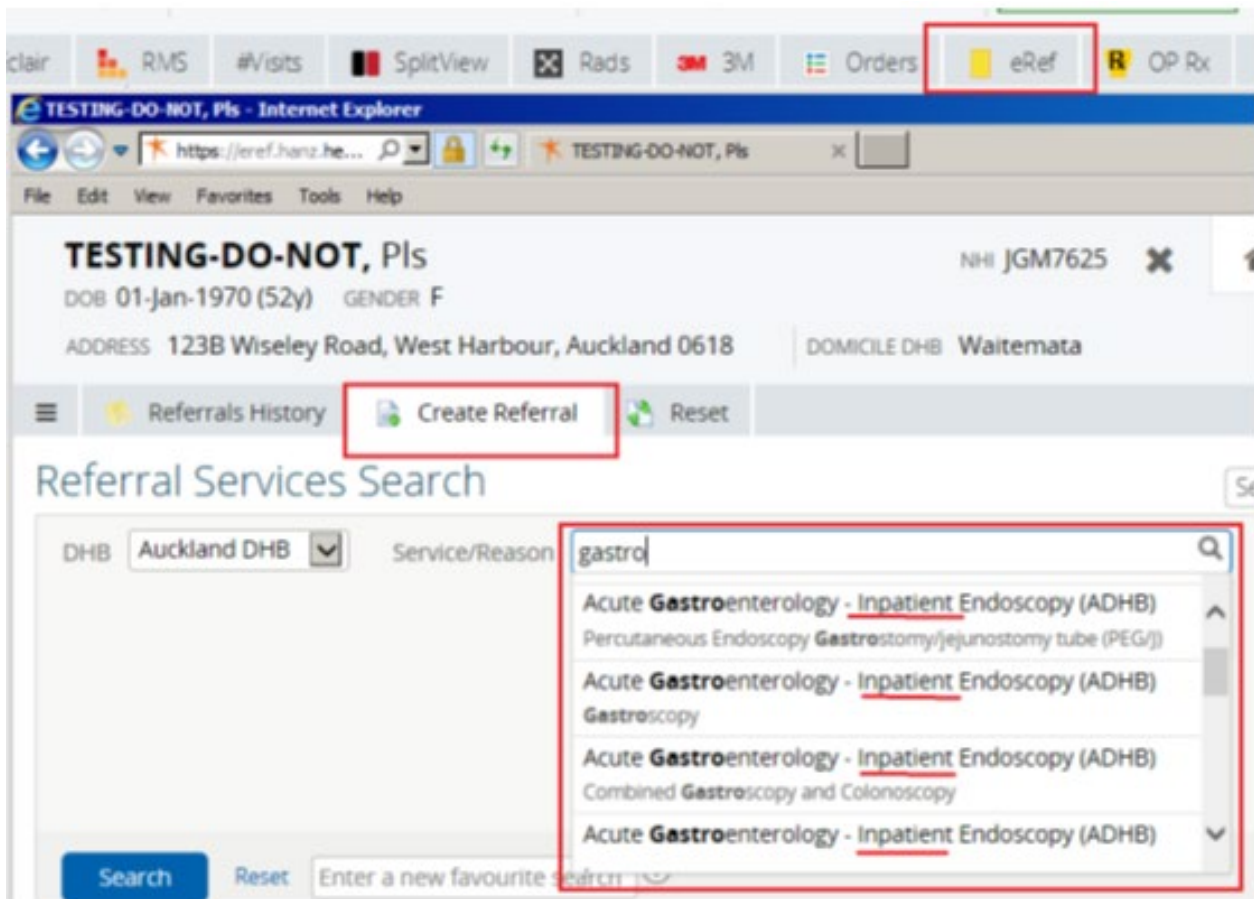 clair RMS #Visits SplitView Rads 3M 3M Orders eRef R OP Rx
TESTING-DO-NOT, Pls - Internet Explorer
https://eref.hanz.he... TESTING-DO-NOT, Pls
File Edit View Favorites Tools Help
TESTING-DO-NOT, Pls NHI JGM7625
DOB 01-Jan-1970 (52y) GENDER F
ADDRESS 123B Wiseley Road, West Harbour, Auckland 0618 DOMICILE DHB Waitemata
Referrals History Create Referral Reset
Referral Services Search Se
DHB Auckland DHB Service/Reason gastro
Acute Gastroenterology - Inpatient Endoscopy (ADHB)
Percutaneous Endoscopy Gastrostomy/jejunostomy tube (PEG/J)
Acute Gastroenterology - Inpatient Endoscopy (ADHB)
Gastroscopy
Acute Gastroenterology - Inpatient Endoscopy (ADHB)
Combined Gastroscopy and Colonoscopy
Acute Gastroenterology - Inpatient Endoscopy (ADHB)
Search Reset Enter a new favourite search